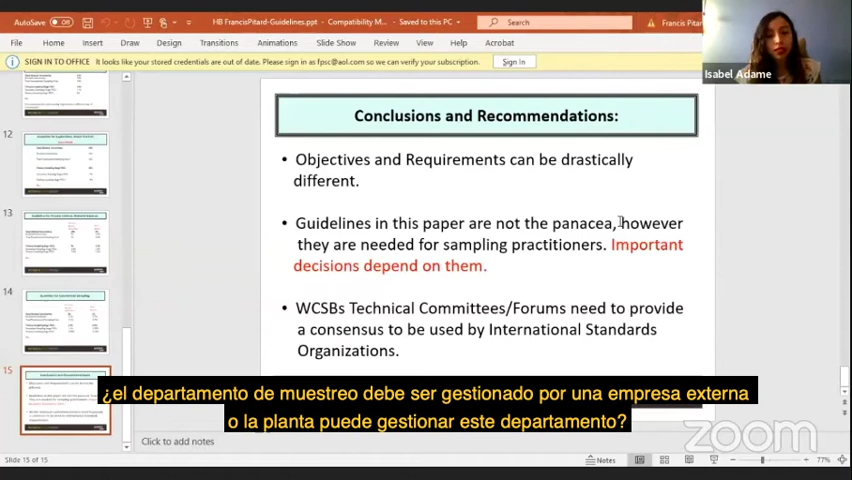 AutoSave Off
HB FrancisPitard-Guidelines.ppt - Compatibility M... Saved to this PC
Search
Francis Pitard
File Home Insert Draw Design Transitions Animations Slide Show Review View Help Acrobat
SIGN IN TO OFFICE It looks like your stored credentials are out of date. Please sign in as fpsc@aol.com so we can verify your subscription. Sign In
Isabel Adame
12
13
14
15
Conclusions and Recommendations:
• Objectives and Requirements can be drastically
different.
• Guidelines in this paper are not the panacea, however
they are needed for sampling practitioners. Important
decisions depend on them.
• WCSBs Technical Committees/Forums need to provide
a consensus to be used by International Standards
Organizations.
¿el departamento de muestreo debe ser gestionado por una empresa externa
o la planta puede gestionar este departamento?
zoom
Click to add notes
Slide 15 of 15
Notes
77%